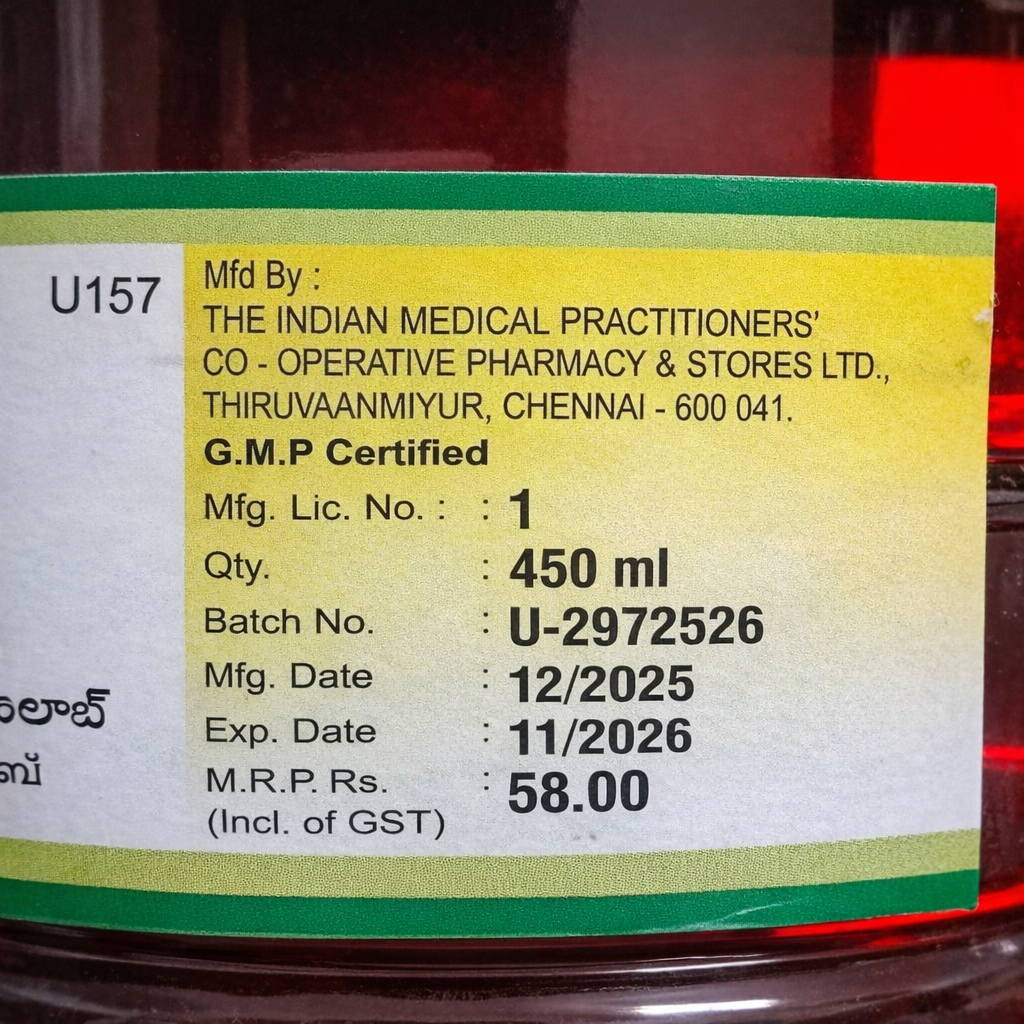 U157
Mfd By :
THE INDIAN MEDICAL PRACTITIONERS'
CO - OPERATIVE PHARMACY & STORES LTD.,
THIRUVAANMIYUR, CHENNAI - 600 041.
G.M.P Certified
Mfg. Lic. No. : : 1
Qty. : 450 ml
Batch No. : U-2972526
Mfg. Date : 12/2025
Exp. Date : 11/2026
M.R.P. Rs. : 58.00
(Incl. of GST)